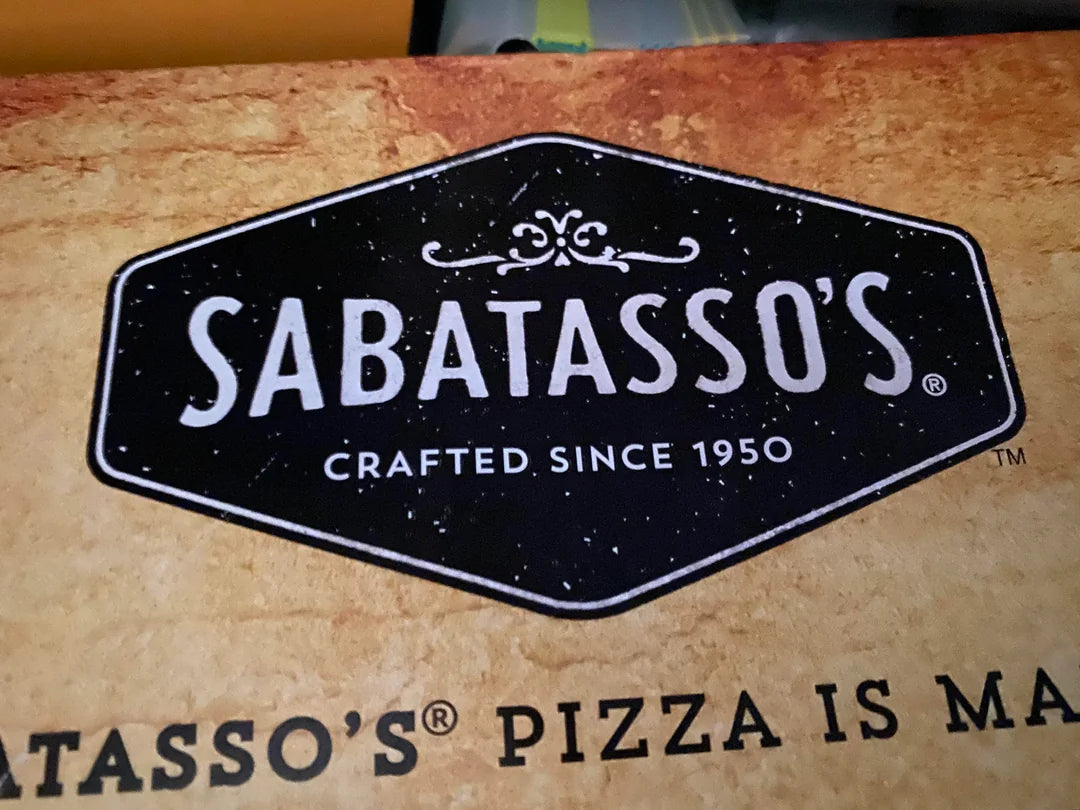 SABATASSO'S®
CRAFTED SINCE 1950
TM
ATASSO'S® PIZZA IS MA